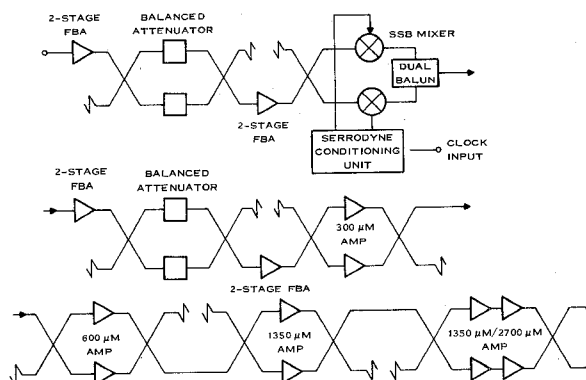 2-STAGE
FBA
BALANCED
ATTENUATOR
SSB MIXER
DUAL
BALUN
2-STAGE
FBA
SERRODYNE
CONDITIONING
UNIT
CLOCK
INPUT
2-STAGE
FBA
BALANCED
ATTENUATOR
300 µM
AMP
2-STAGE FBA
600 µM
AMP
1350 µM
AMP
1350 µM/2700 µM
AMP